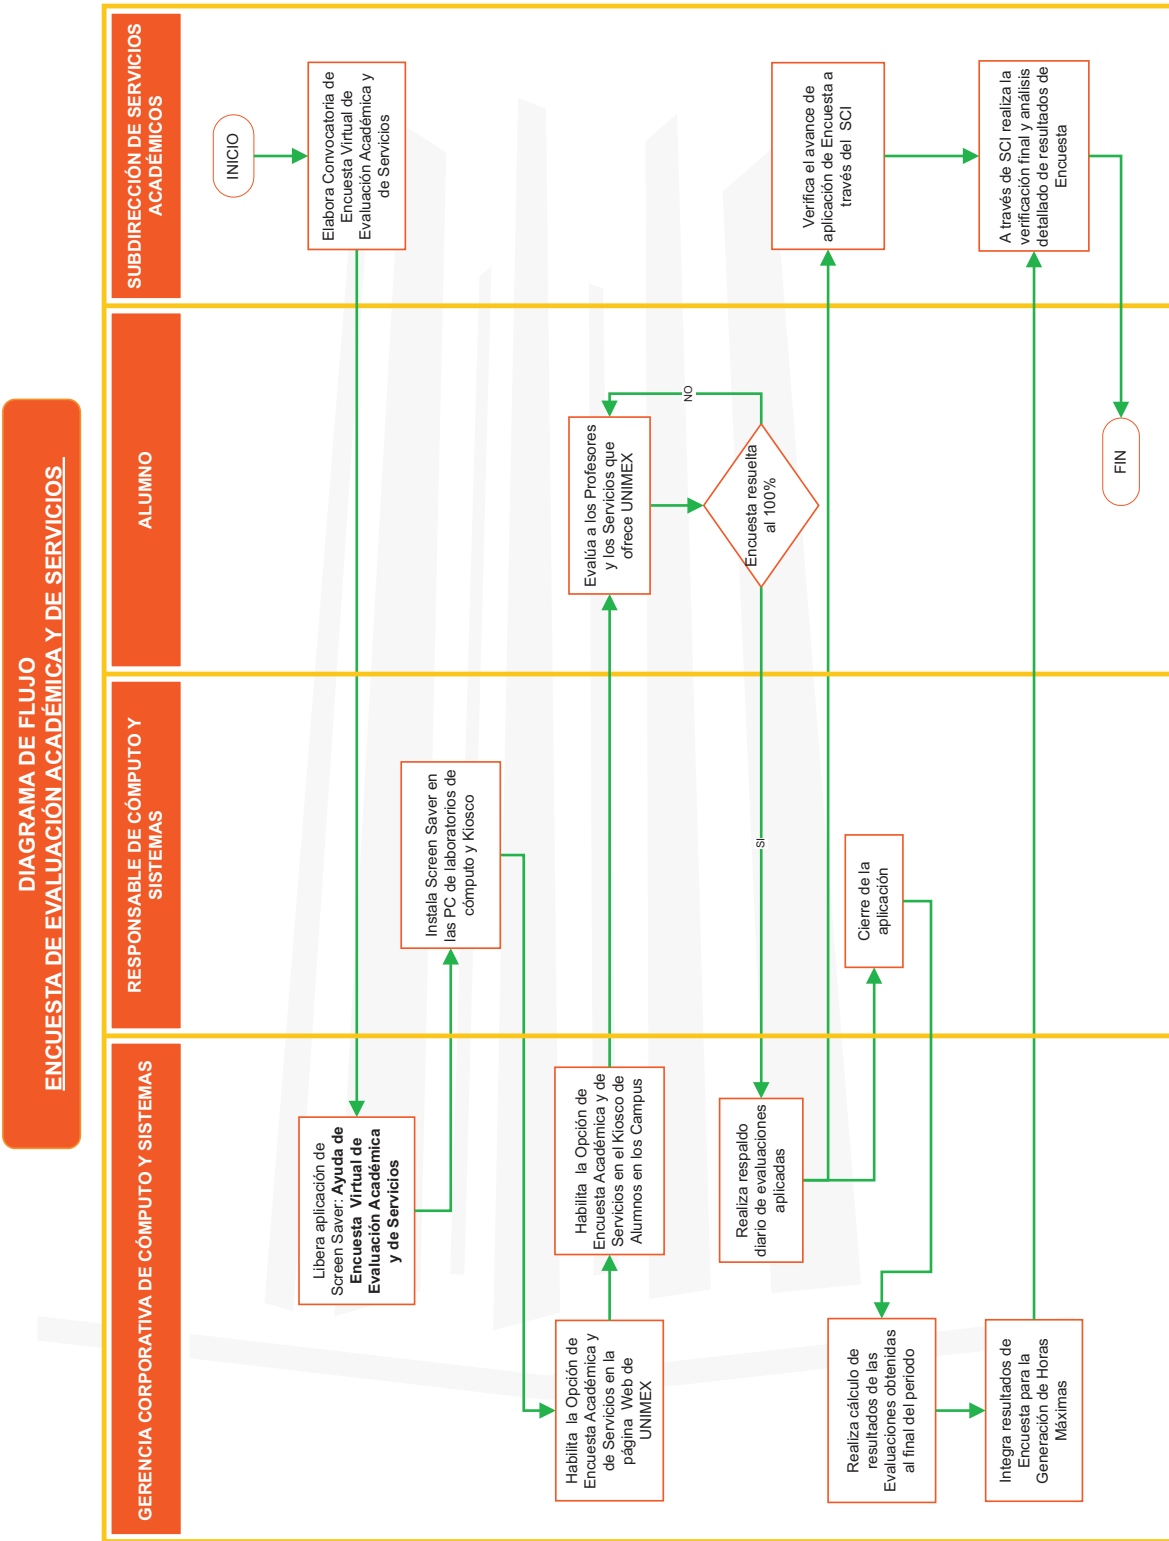 DIAGRAMA DE FLUJO
ENCUESTA DE EVALUACIÓN ACADÉMICA Y DE SERVICIOS
GERENCIA CORPORATIVA DE CÓMPUTO Y SISTEMAS
RESPONSABLE DE CÓMPUTO Y
SISTEMAS
ALUMNO
SUBDIRECCIÓN DE SERVICIOS
ACADÉMICOS
INICIO
Elabora Convocatoria de
Encuesta Virtual de
Evaluación Académica y
de Servicios
Libera aplicación de
Screen Saver: Ayuda de
Encuesta Virtual de
Evaluación Académica
y de Servicios
Instala Screen Saver en
las PC de laboratorios de
cómputo y Kiosco
Habilita la Opción de
Encuesta Académica y
de Servicios en la
página Web de
UNIMEX
Habilita la Opción de
Encuesta Académica y de
Servicios en el Kiosco de
Alumnos en los Campus
Evalúa a los Profesores
y los Servicios que
ofrece UNIMEX
Encuesta resuelta
al 100%
NO
SI
Realiza respaldo
diario de evaluaciones
aplicadas
Verifica el avance de
aplicación de Encuesta a
través del SCI
Cierre de la
aplicación
Realiza cálculo de
resultados de las
Evaluaciones obtenidas
al final del periodo
Integra resultados de
Encuesta para la
Generación de Horas
Máximas
A través de SCI realiza la
verificación final y análisis
detallado de resultados de
Encuesta
FIN